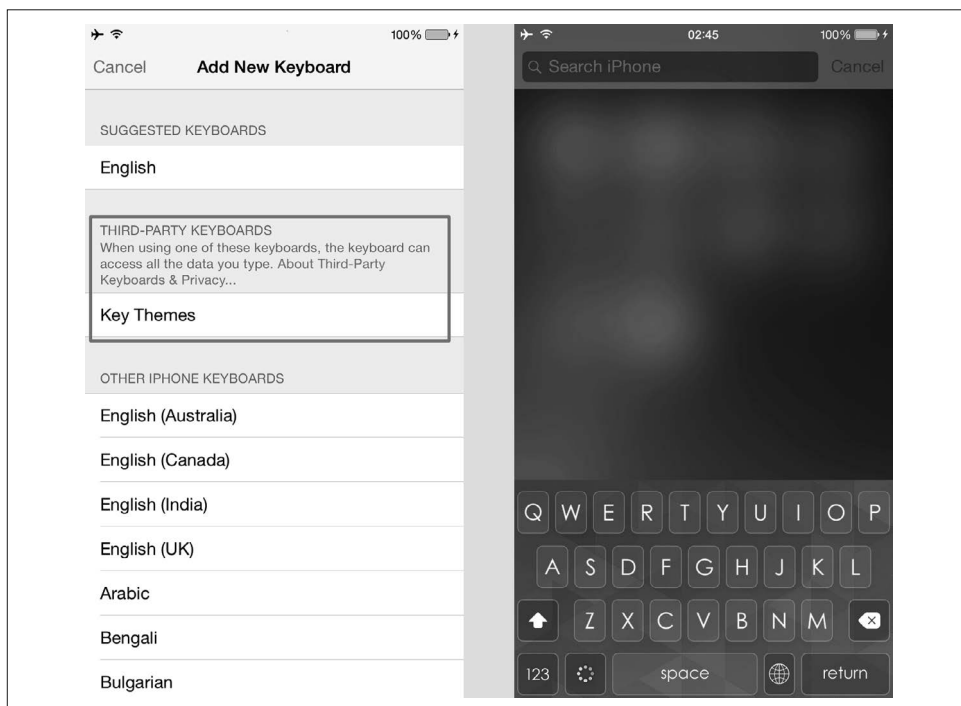 100%
Cancel Add New Keyboard
SUGGESTED KEYBOARDS
English
THIRD-PARTY KEYBOARDS
When using one of these keyboards, the keyboard can
access all the data you type. About Third-Party
Keyboards & Privacy...
Key Themes
OTHER IPHONE KEYBOARDS
English (Australia)
English (Canada)
English (India)
English (UK)
Arabic
Bengali
Bulgarian
02:45 100%
Search iPhone Cancel
Q W E R T Y U I O P
A S D F G H J K L
Z X C V B N M
123 space return